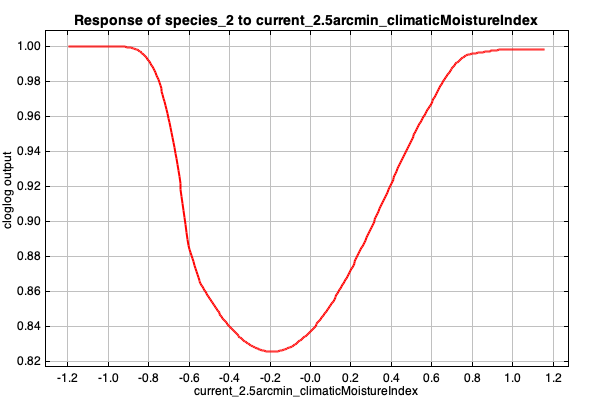 Response of species_2 to current_2.5arcmin_climaticMoistureIndex
1.00
0.98
0.96
0.94
0.92
0.90
0.88
0.86
0.84
0.82
cloglog output
-1.2 -1.0 -0.8 -0.6 -0.4 -0.2 -0.0 0.2 0.4 0.6 0.8 1.0 1.2
current_2.5arcmin_climaticMoistureIndex